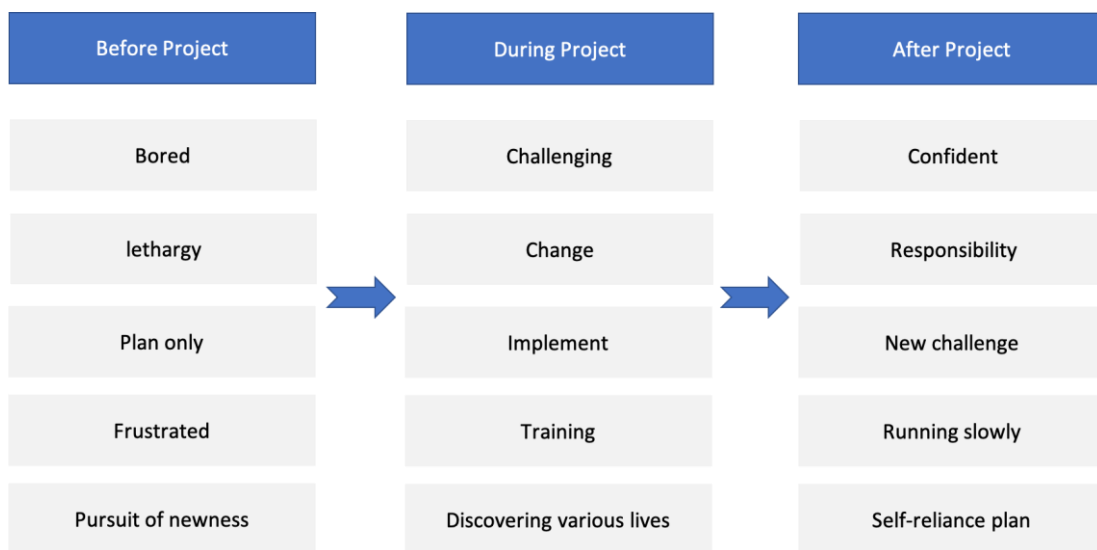 Before Project
During Project
After Project
Bored
Challenging
Confident
lethargy
Change
Responsibility
Plan only
Implement
New challenge
Frustrated
Training
Running slowly
Pursuit of newness
Discovering various lives
Self-reliance plan